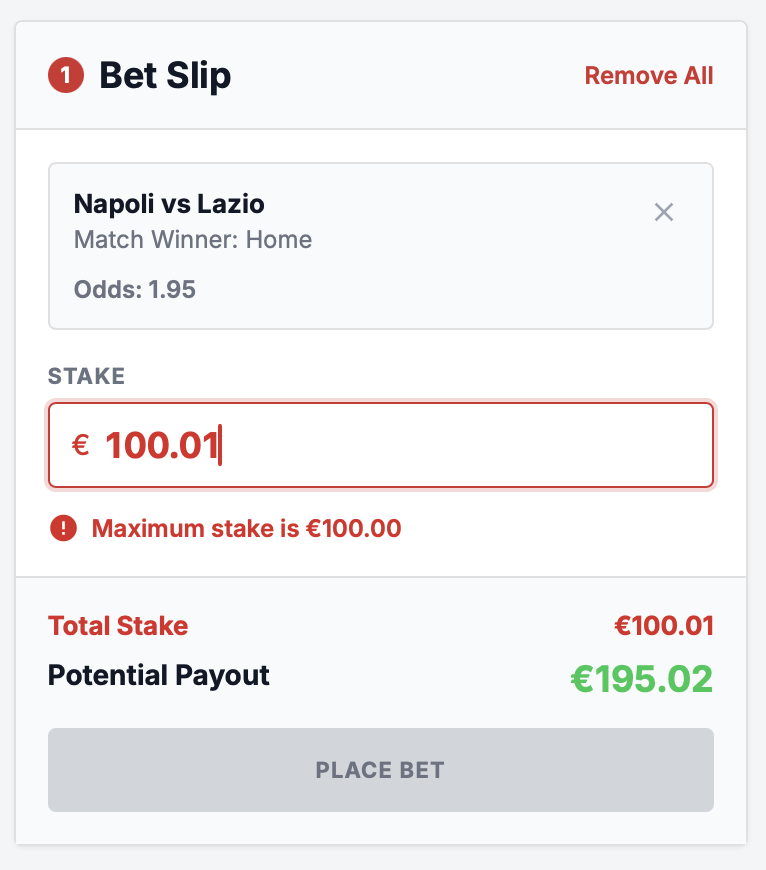 1 Bet Slip Remove All
Napoli vs Lazio
Match Winner: Home
Odds: 1.95
STAKE
€ 100.01
! Maximum stake is €100.00
Total Stake €100.01
Potential Payout €195.02
PLACE BET